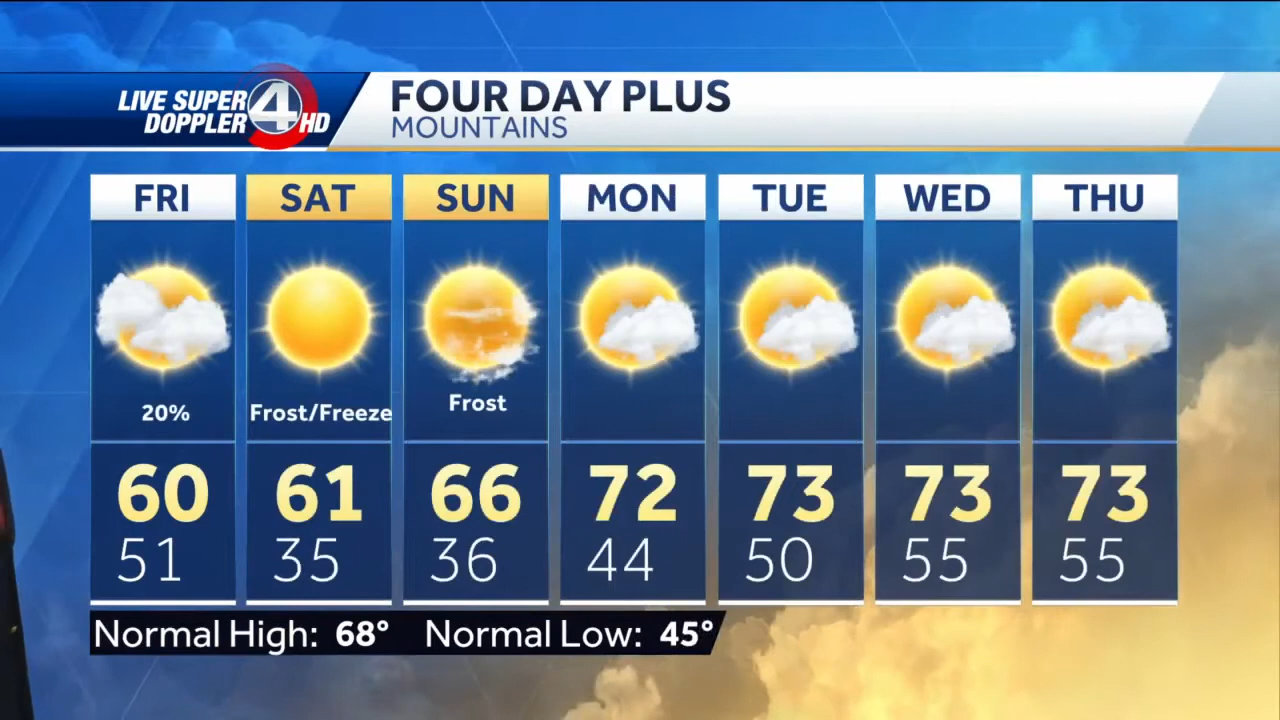 LIVE SUPER
DOPPLER 4 HD
FOUR DAY PLUS
MOUNTAINS
FRI SAT SUN MON TUE WED THU
20% Frost/Freeze Frost
60 61 66 72 73 73 73
51 35 36 44 50 55 55
Normal High: 68° Normal Low: 45°